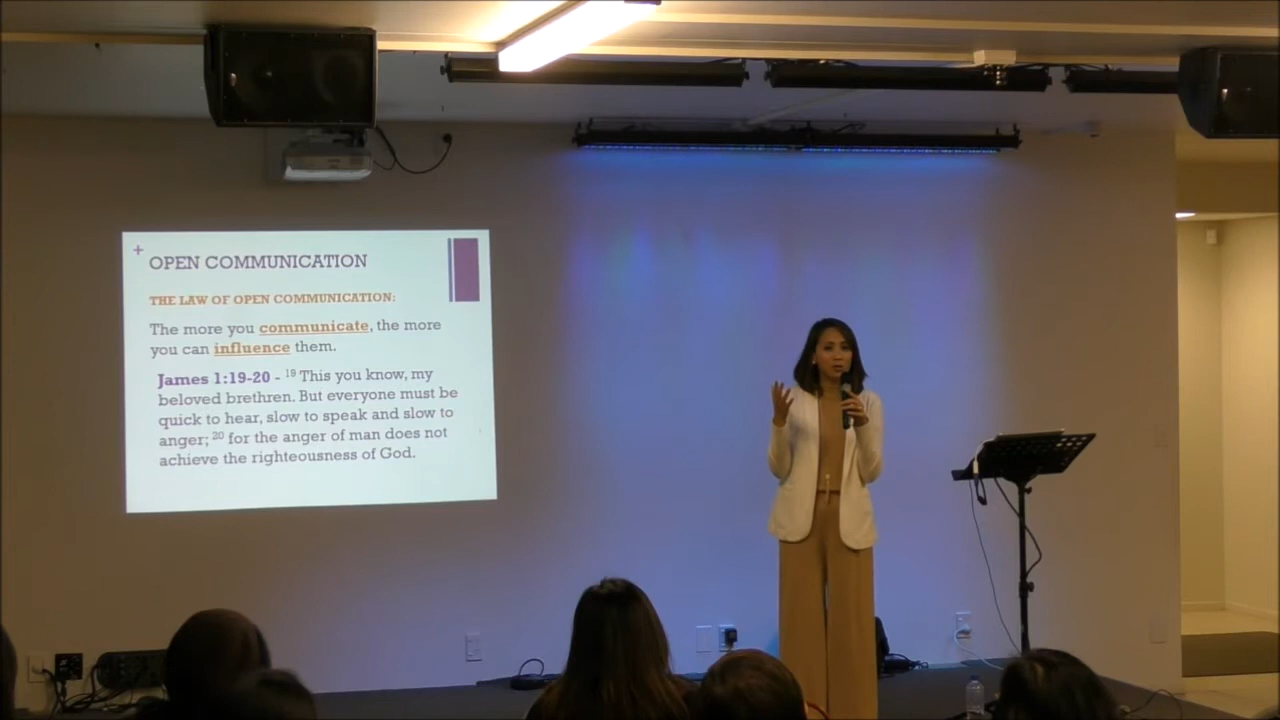 +
OPEN COMMUNICATION
THE LAW OF OPEN COMMUNICATION:
The more you communicate, the more
you can influence them.
James 1:19-20 - 19 This you know, my
beloved brethren. But everyone must be
quick to hear, slow to speak and slow to
anger; 20 for the anger of man does not
achieve the righteousness of God.